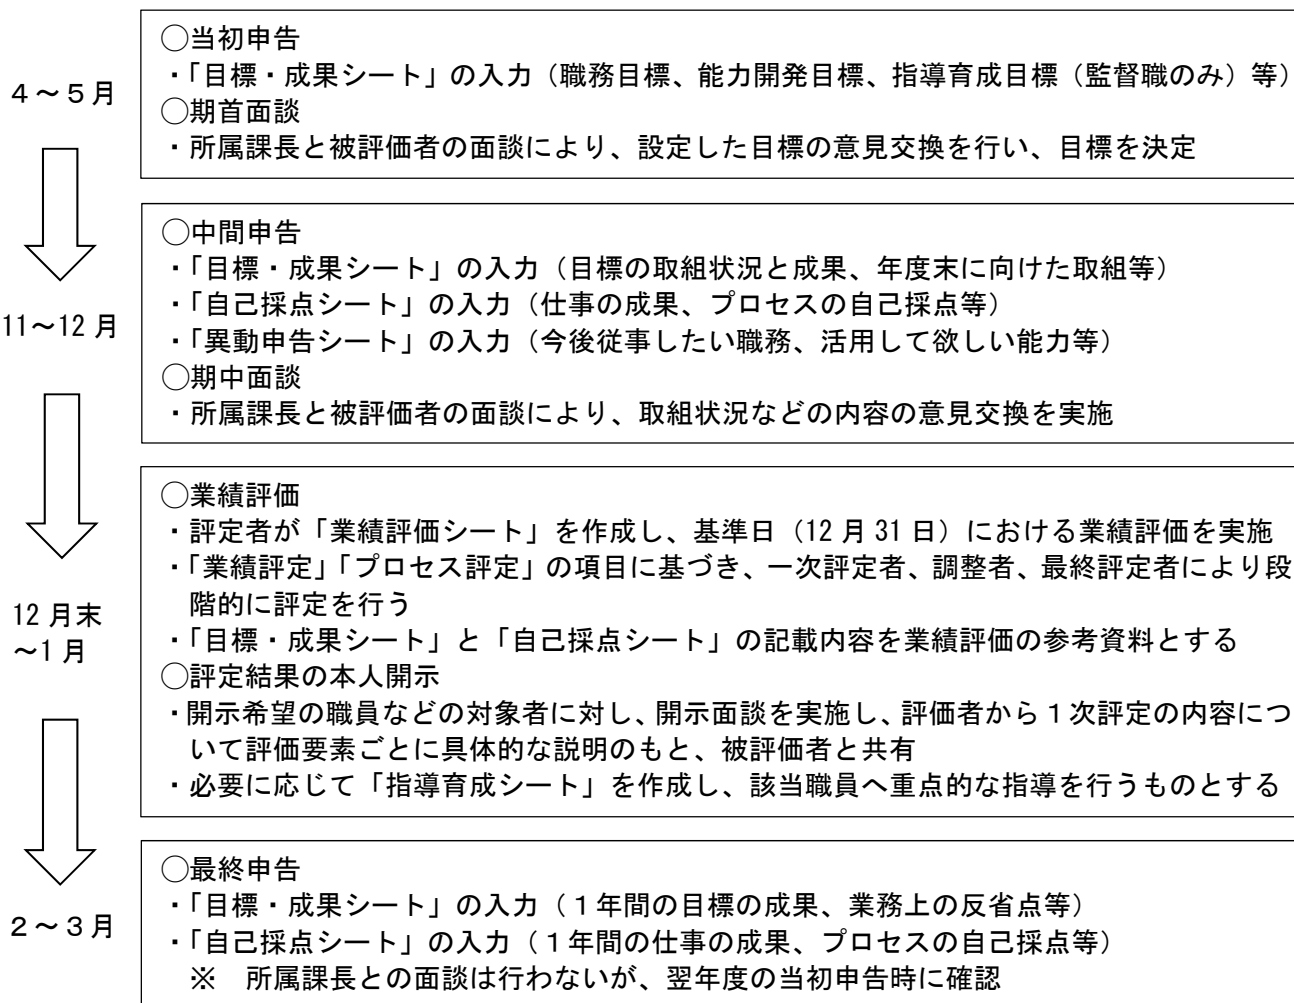 ４～５月
○当初申告
・「目標・成果シート」の入力（職務目標、能力開発目標、指導育成目標（監督職のみ）等）
○期首面談
・所属課長と被評価者の面談により、設定した目標の意見交換を行い、目標を決定
11～12 月
○中間申告
・「目標・成果シート」の入力（目標の取組状況と成果、年度末に向けた取組等）
・「自己採点シート」の入力（仕事の成果、プロセスの自己採点等）
・「異動申告シート」の入力（今後従事したい職務、活用して欲しい能力等）
○期中面談
・所属課長と被評価者の面談により、取組状況などの内容の意見交換を実施
12 月末
～1 月
○業績評価
・評定者が「業績評価シート」を作成し、基準日（12 月 31 日）における業績評価を実施
・「業績評定」「プロセス評定」の項目に基づき、一次評定者、調整者、最終評定者により段
階的に評定を行う
・「目標・成果シート」と「自己採点シート」の記載内容を業績評価の参考資料とする
○評定結果の本人開示
・開示希望の職員などの対象者に対し、開示面談を実施し、評価者から１次評定の内容につ
いて評価要素ごとに具体的な説明のもと、被評価者と共有
・必要に応じて「指導育成シート」を作成し、該当職員へ重点的な指導を行うものとする
２～３月
○最終申告
・「目標・成果シート」の入力（１年間の目標の成果、業務上の反省点等）
・「自己採点シート」の入力（１年間の仕事の成果、プロセスの自己採点等）
※　所属課長との面談は行わないが、翌年度の当初申告時に確認